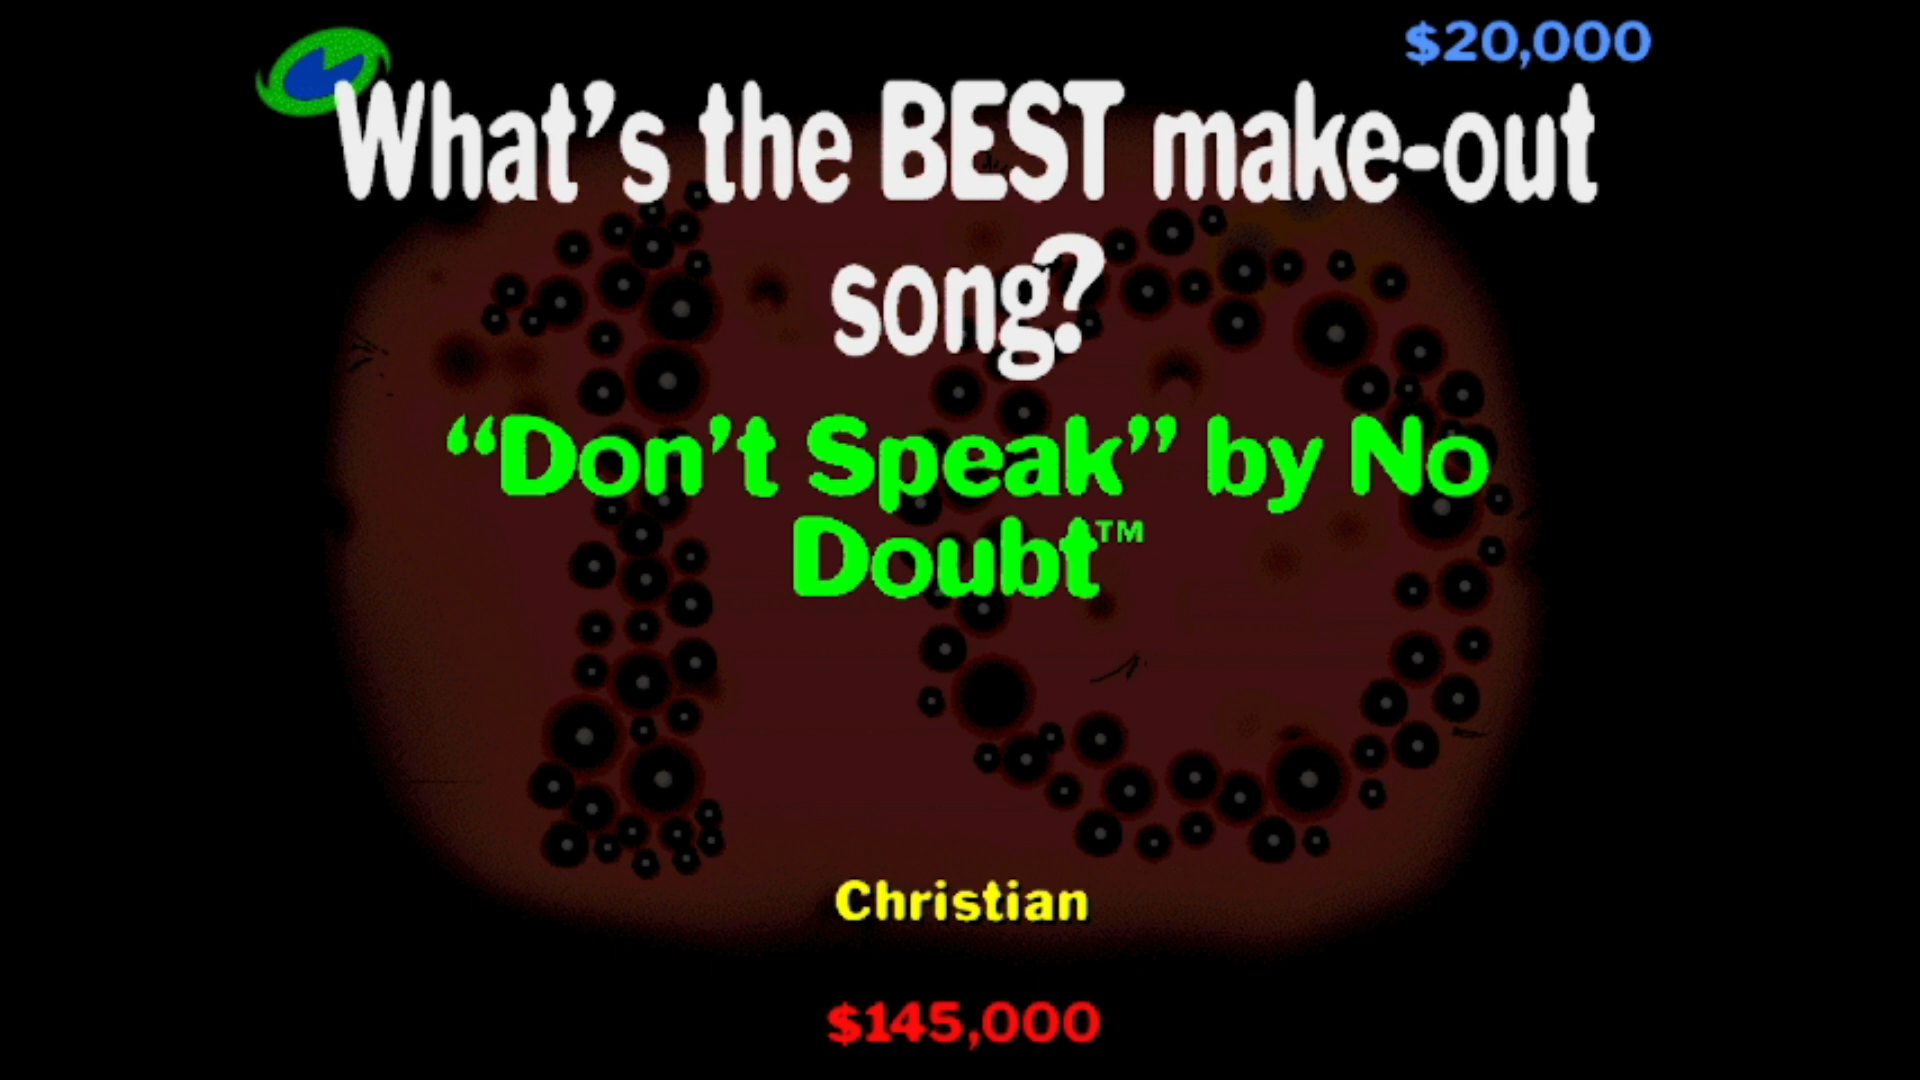 $20,000
What's the BEST make-out
song?
“Don't Speak” by No
Doubt™
Christian
$145,000